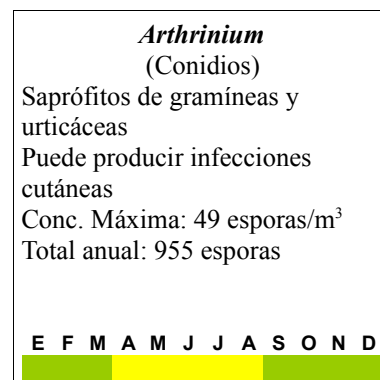 Arthrinium
(Conidios)
Saprófitos de gramíneas y
urticáceas
Puede producir infecciones
cutáneas
Conc. Máxima: 49 esporas/m³
Total anual: 955 esporas
E F M A M J J A S O N D